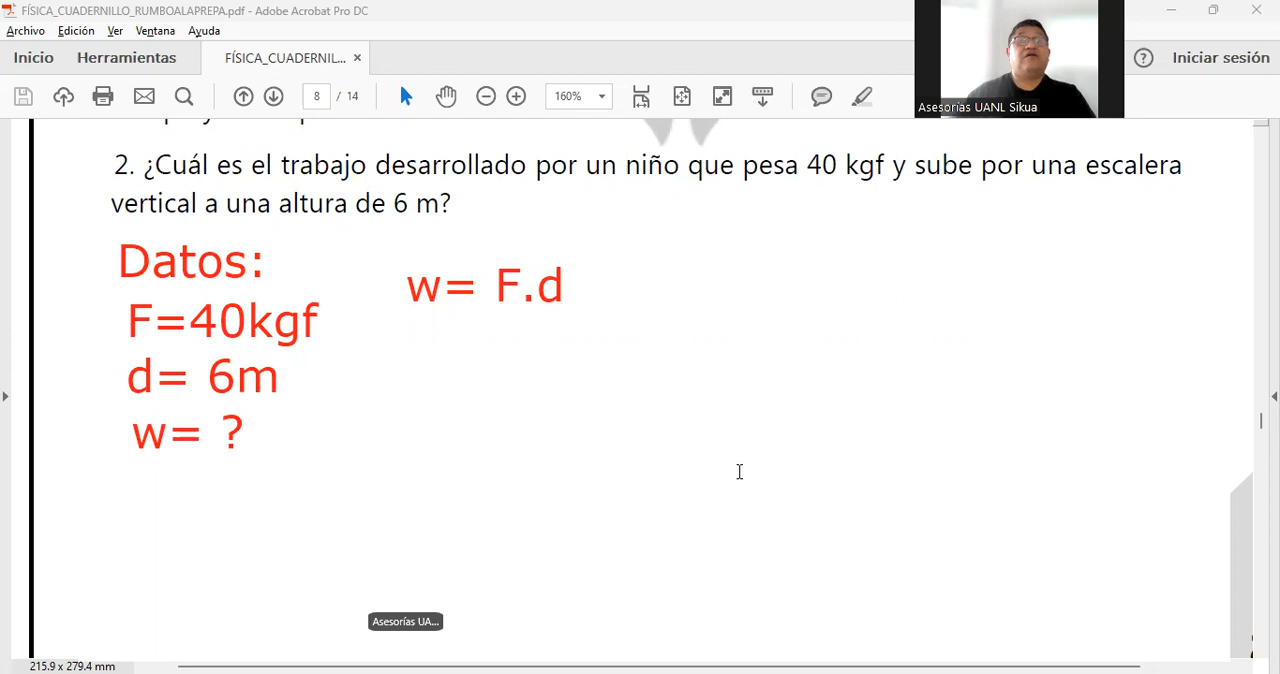 FÍSICA_CUADERNILLO_RUMBOALAPREPA.pdf - Adobe Acrobat Pro DC
Archivo Edición Ver Ventana Ayuda
Inicio Herramientas FÍSICA_CUADERNIL... × Iniciar sesión
8 / 14 160%
Asesorías UANL Sikua
2. ¿Cuál es el trabajo desarrollado por un niño que pesa 40 kgf y sube por una escalera
vertical a una altura de 6 m?
Datos:
w= F.d
F=40kgf
d= 6m
w= ?
Asesorías UA...
215.9 x 279.4 mm